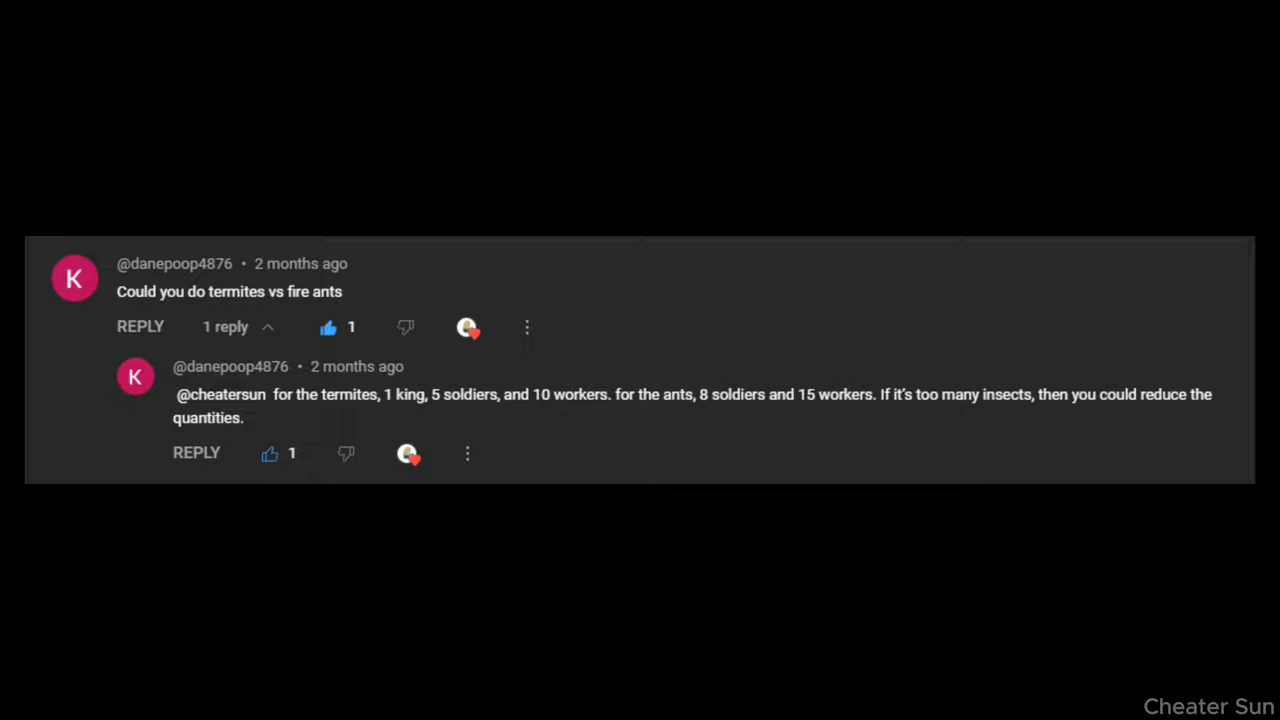 @danepoop4876 • 2 months ago
Could you do termites vs fire ants
REPLY 1 reply 1
K
@danepoop4876 • 2 months ago
K
@cheatersun for the termites, 1 king, 5 soldiers, and 10 workers. for the ants, 8 soldiers and 15 workers. If it's too many insects, then you could reduce the
quantities.
REPLY 1
Cheater Sun